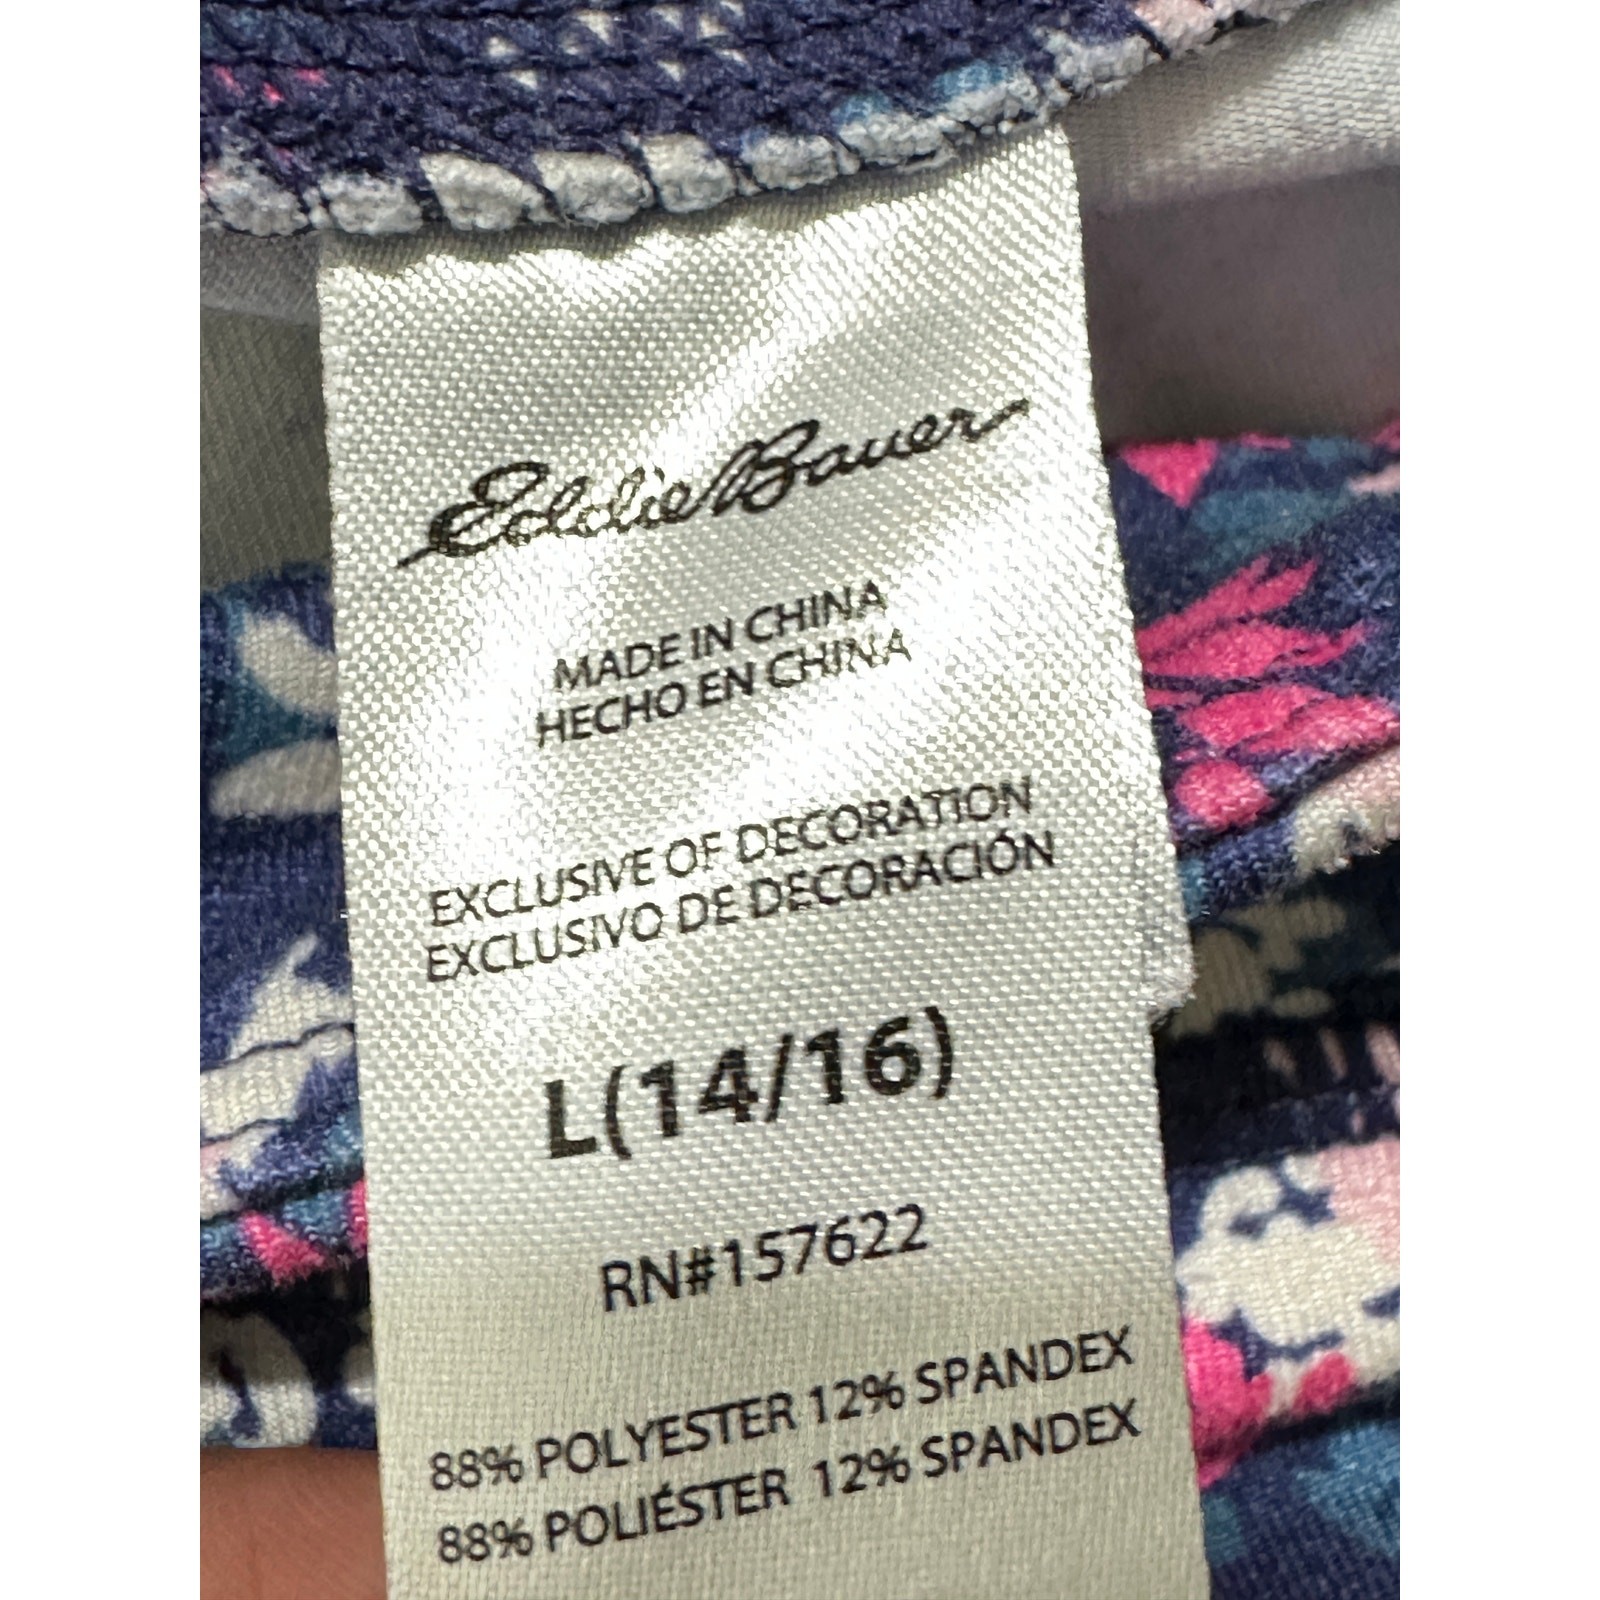 Eddie Bauer
MADE IN CHINA
HECHO EN CHINA
EXCLUSIVE OF DECORATION
EXCLUSIVO DE DECORACIÓN
L(14/16)
RN#157622
88% POLYESTER 12% SPANDEX
88% POLIÉSTER 12% SPANDEX